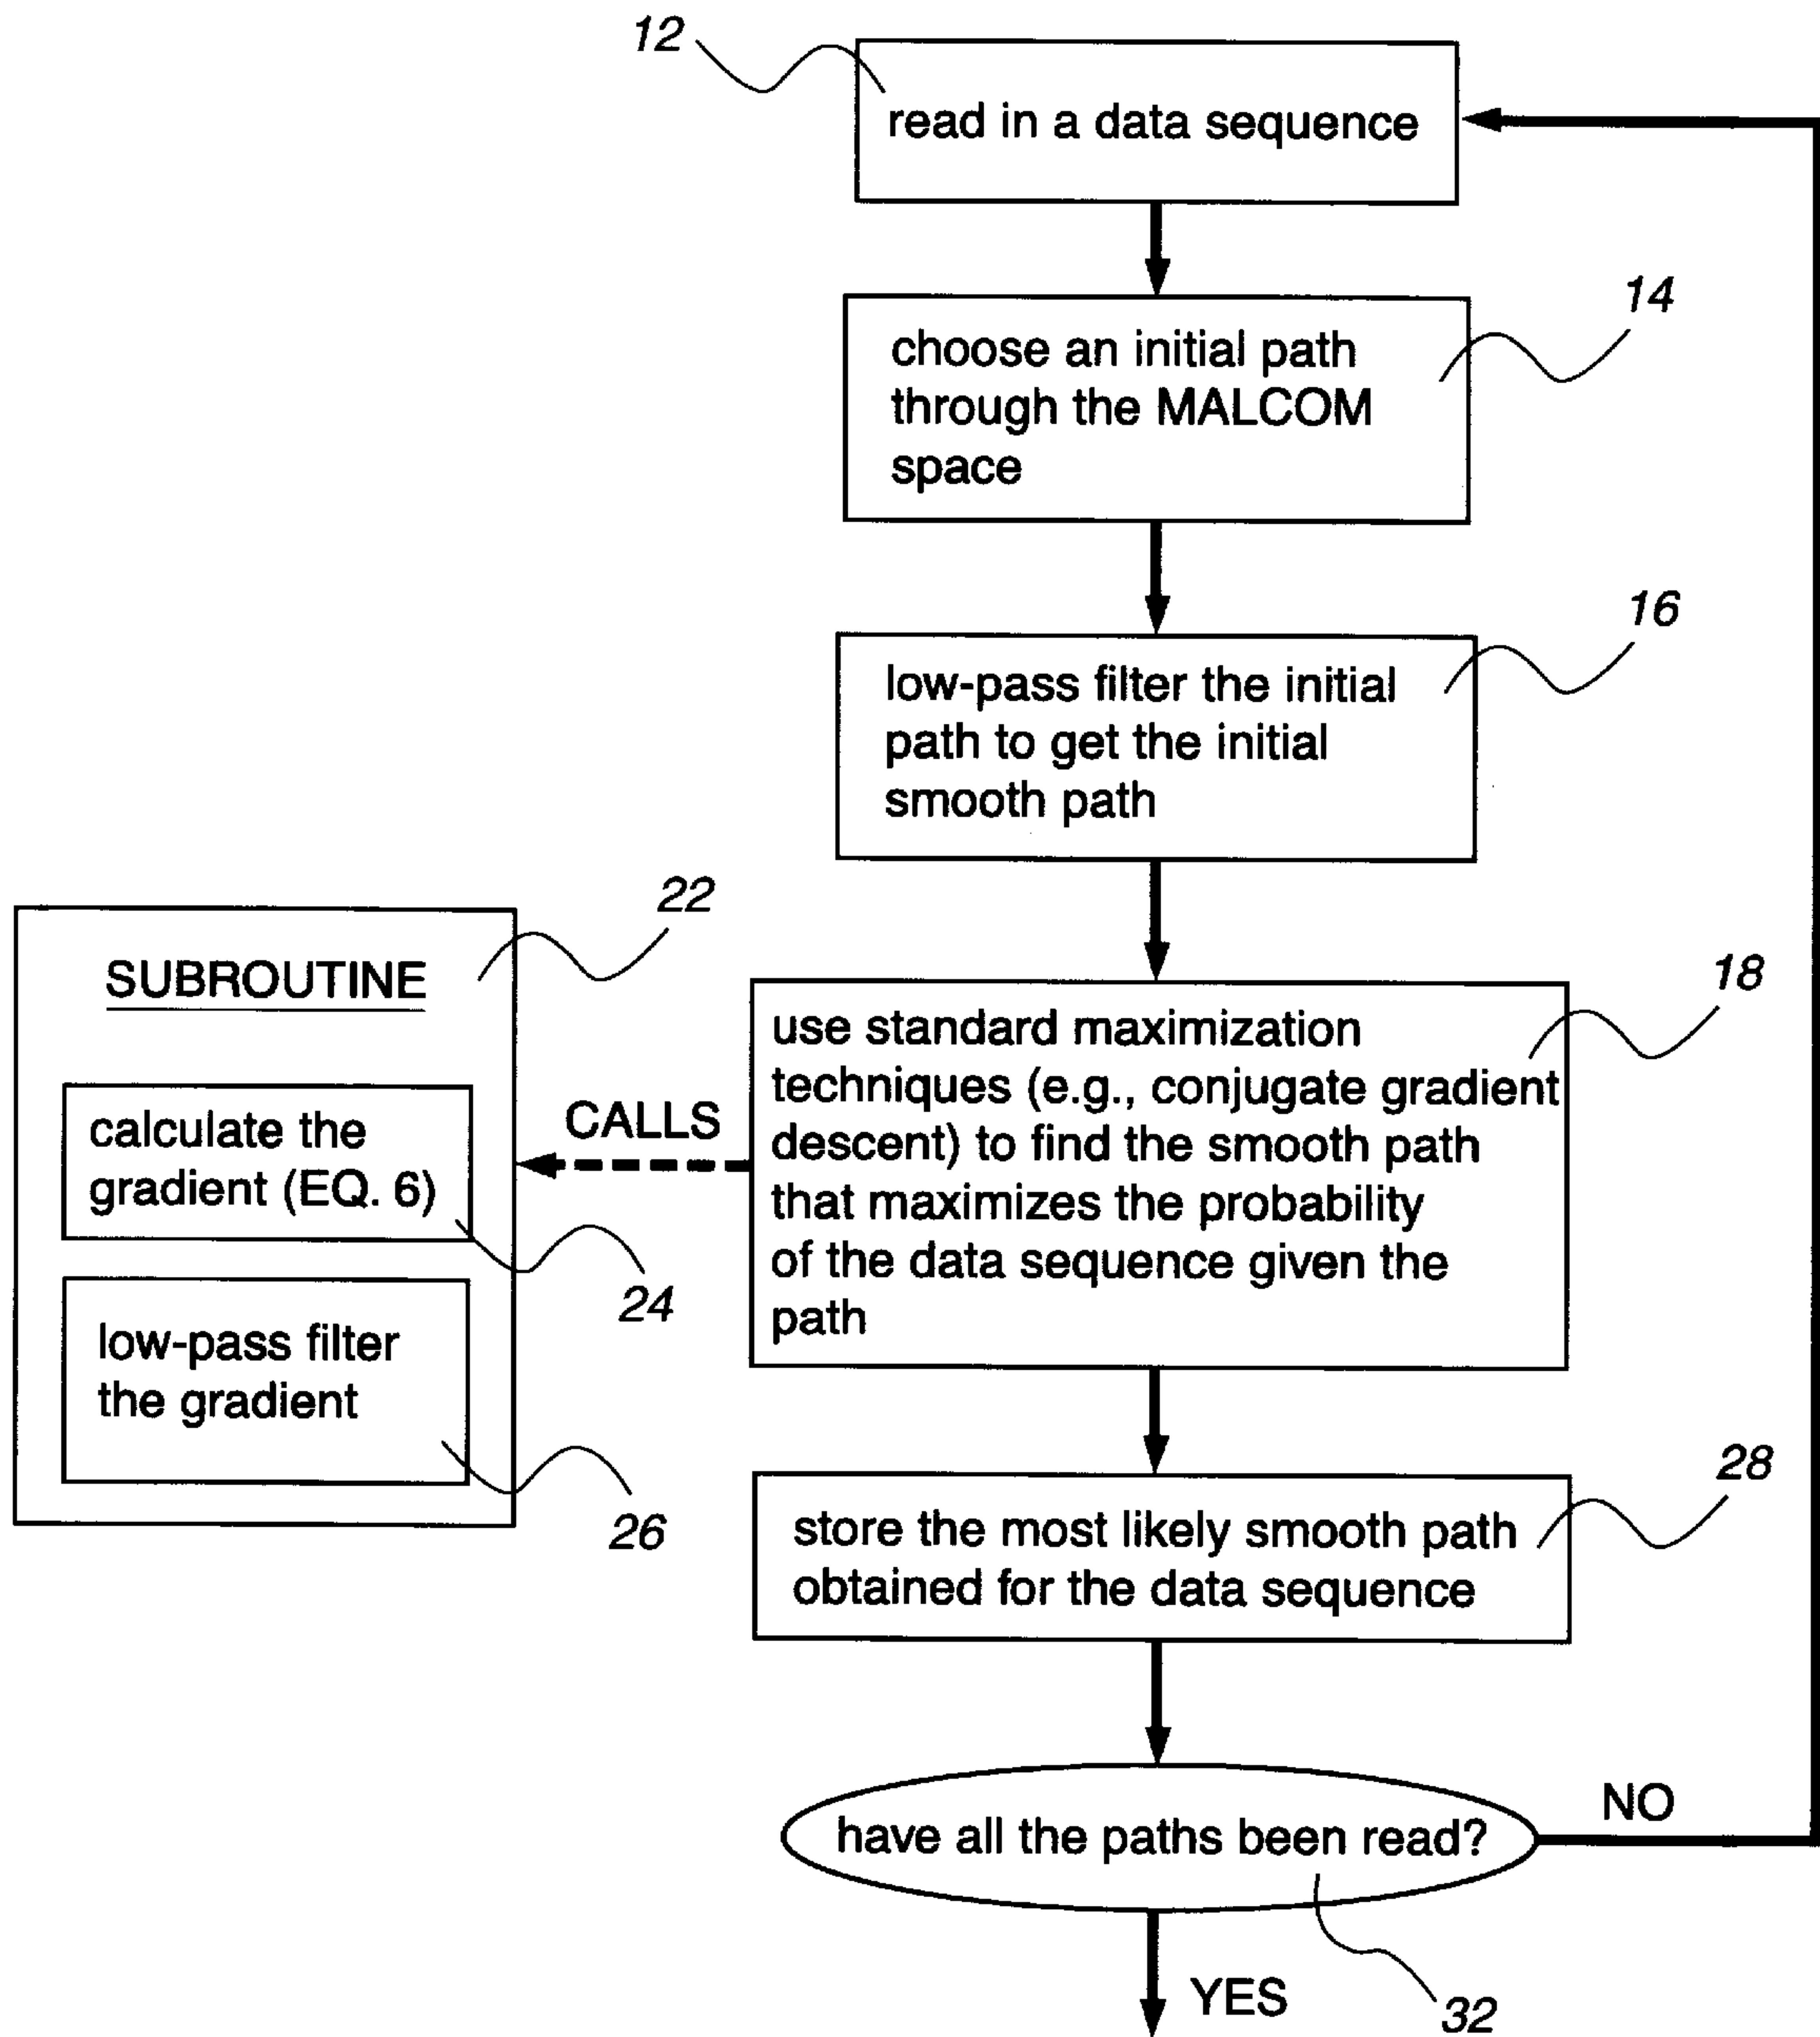 12
read in a data sequence
14
choose an initial path
through the MALCOM
space
16
low-pass filter the initial
path to get the initial
smooth path
22
SUBROUTINE
calculate the
gradient (EQ. 6)
24
low-pass filter
the gradient
26
CALLS
18
use standard maximization
techniques (e.g., conjugate gradient
descent) to find the smooth path
that maximizes the probability
of the data sequence given the
path
28
store the most likely smooth path
obtained for the data sequence
have all the paths been read?
NO
YES
32